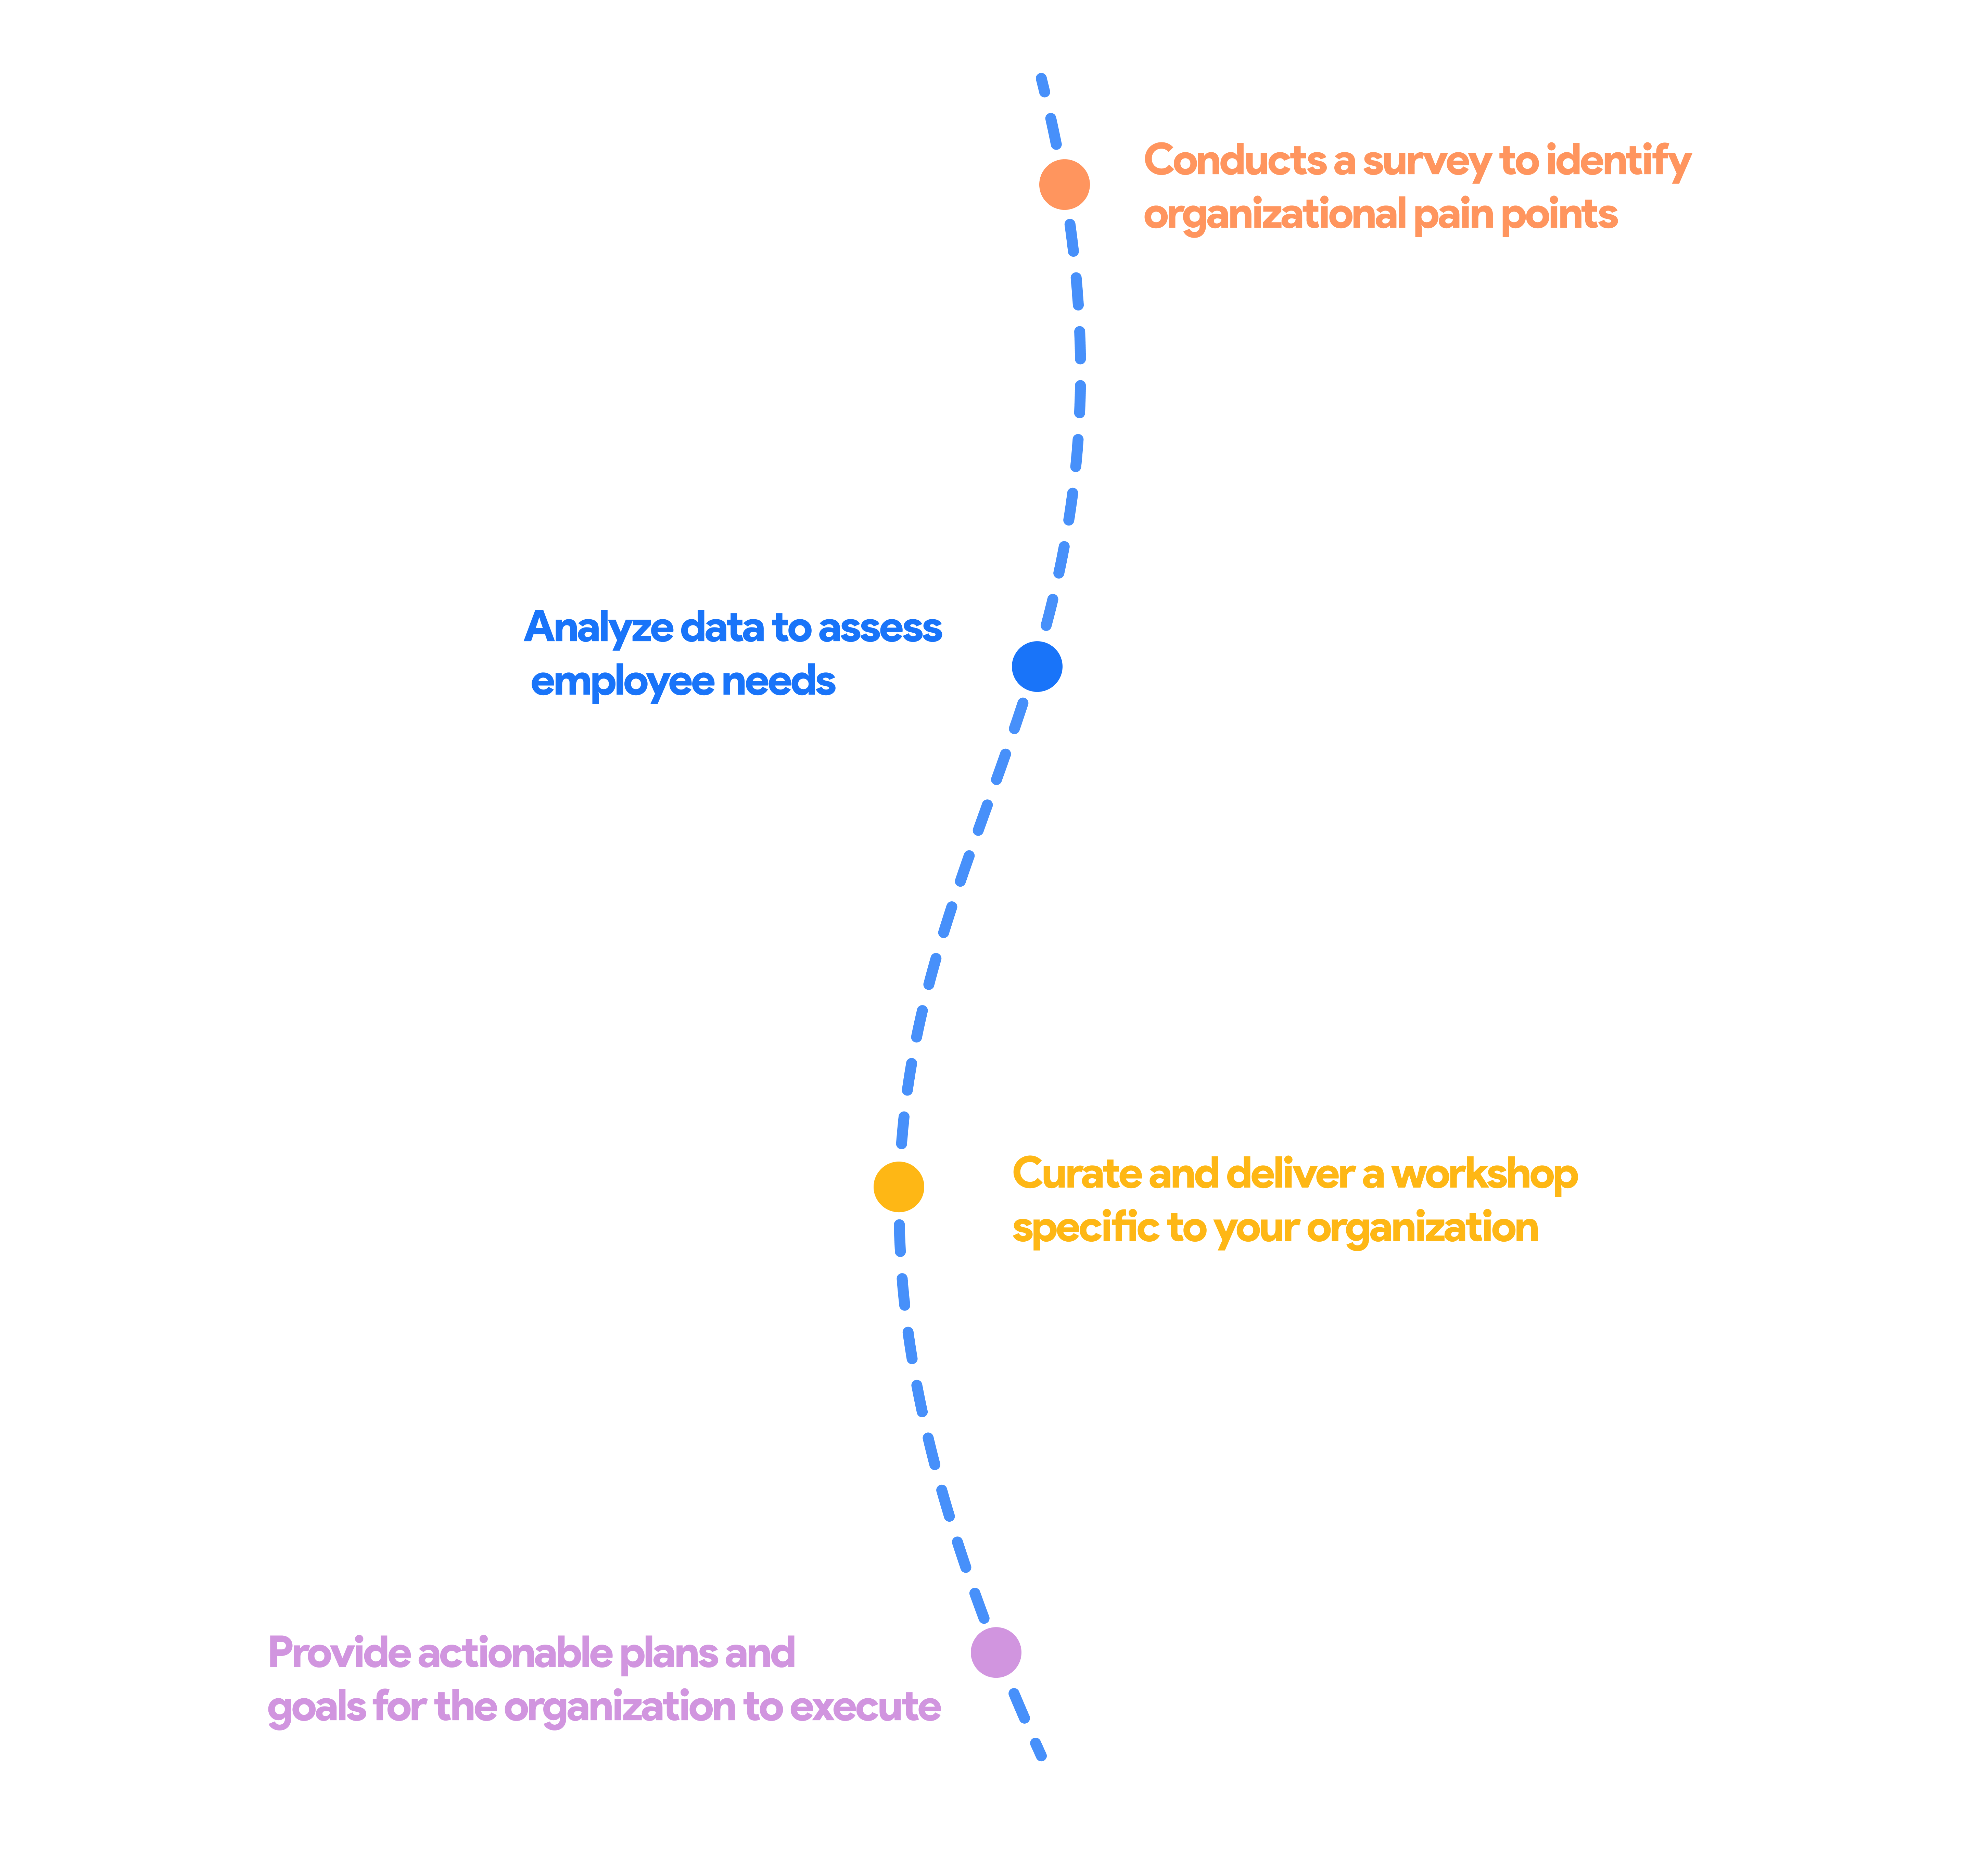 Conducts a survey to identify
organizational pain points
Analyze data to assess
employee needs
Curate and deliver a workshop
specific to your organization
Provide actionable plans and
goals for the organization to execute